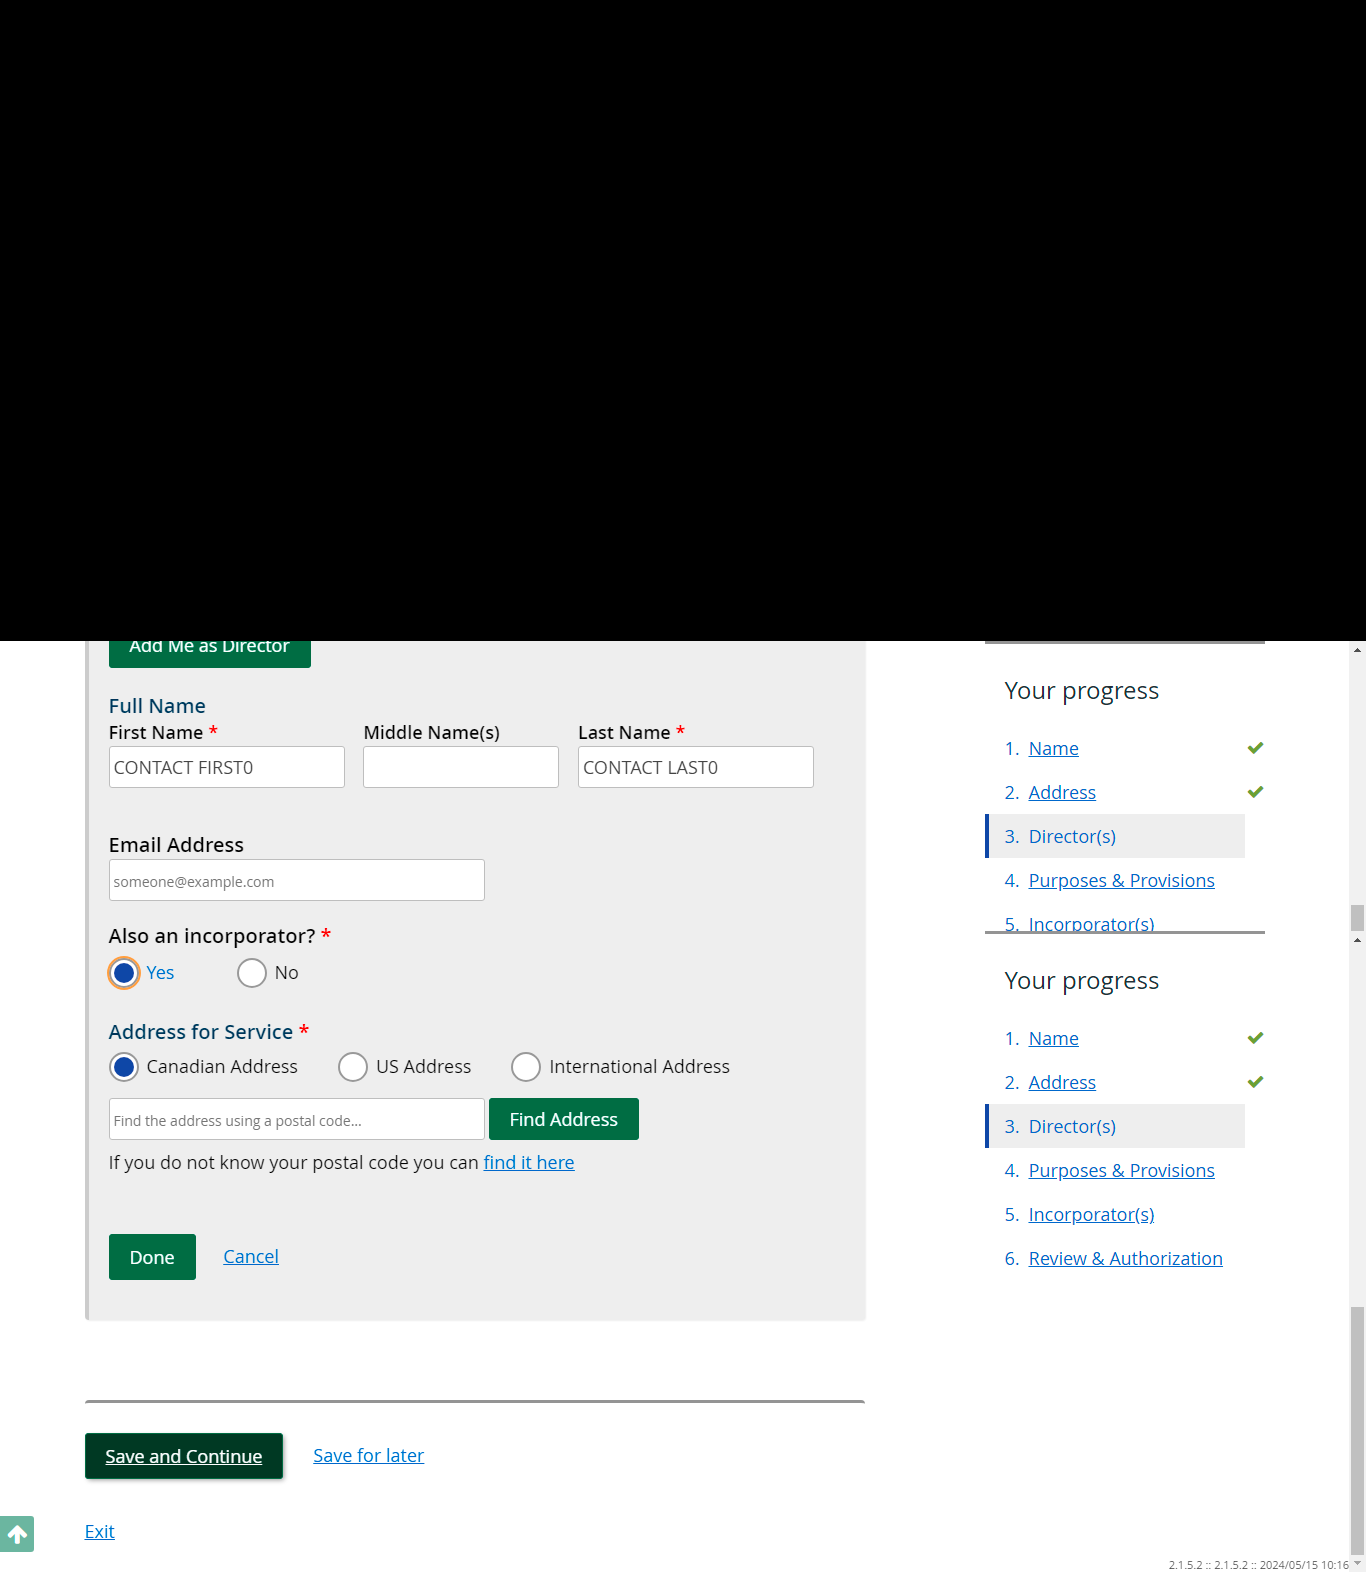 Add Me as Director
Full Name
First Name *
Middle Name(s)
Last Name *
CONTACT FIRST0
CONTACT LAST0
Email Address
someone@example.com
Also an incorporator? *
Yes
No
Address for Service *
Canadian Address
US Address
International Address
Find the address using a postal code...
Find Address
If you do not know your postal code you can find it here
Done
Cancel
Save and Continue
Save for later
Exit
Your progress
1. Name
2. Address
3. Director(s)
4. Purposes & Provisions
5. Incorporator(s)
Your progress
1. Name
2. Address
3. Director(s)
4. Purposes & Provisions
5. Incorporator(s)
6. Review & Authorization
2.1.5.2 :: 2.1.5.2 :: 2024/05/15 10:16